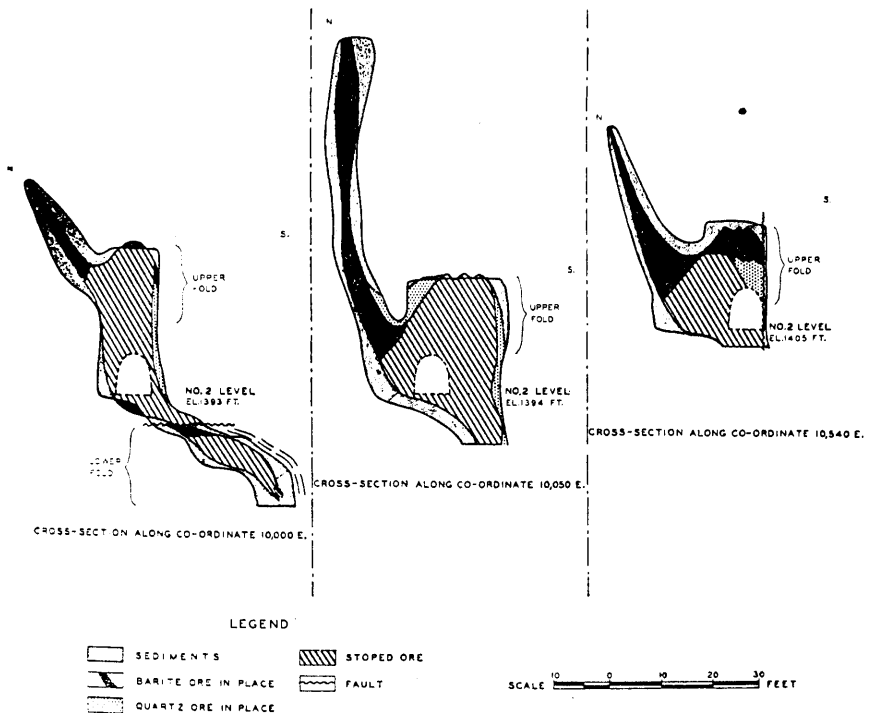 N
S.
UPPER
FOLD
NO. 2 LEVEL
EL. 1393 FT.
LOWER
FOLD
CROSS-SECTION ALONG CO-ORDINATE 10,000 E.
N
S.
UPPER
FOLD
NO. 2 LEVEL
EL. 1394 FT.
CROSS-SECTION ALONG CO-ORDINATE 10,050 E.
N
S.
UPPER
FOLD
NO. 2 LEVEL
EL. 1405 FT.
CROSS-SECTION ALONG CO-ORDINATE 10,540 E.
LEGEND
SEDIMENTS
BARITE ORE IN PLACE
QUARTZ ORE IN PLACE
STOPED ORE
FAULT
SCALE 10 0 10 20 30 FEET